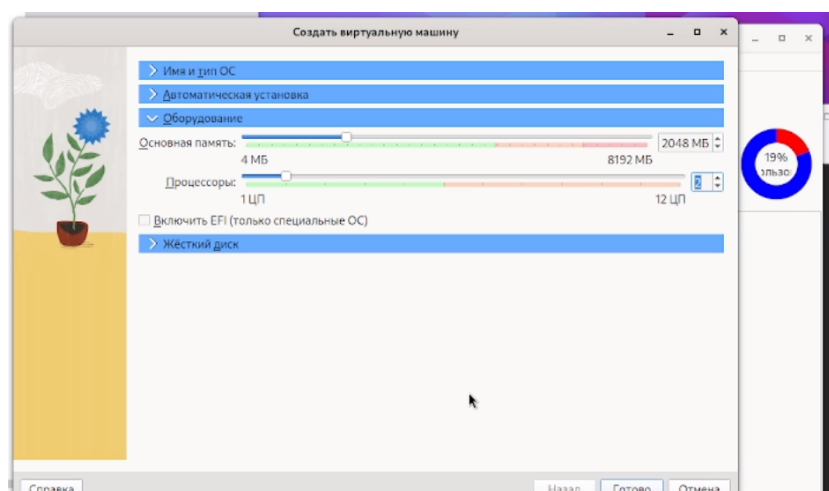 Создать виртуальную машину
Имя и тип ОС
Автоматическая установка
Оборудование
Основная память:
2048 МБ
4 МБ
8192 МБ
Процессоры:
2
1 ЦП
12 ЦП
Включить EFI (только специальные ОС)
Жёсткий диск
19%
Справка
Назад
Готово
Отмена